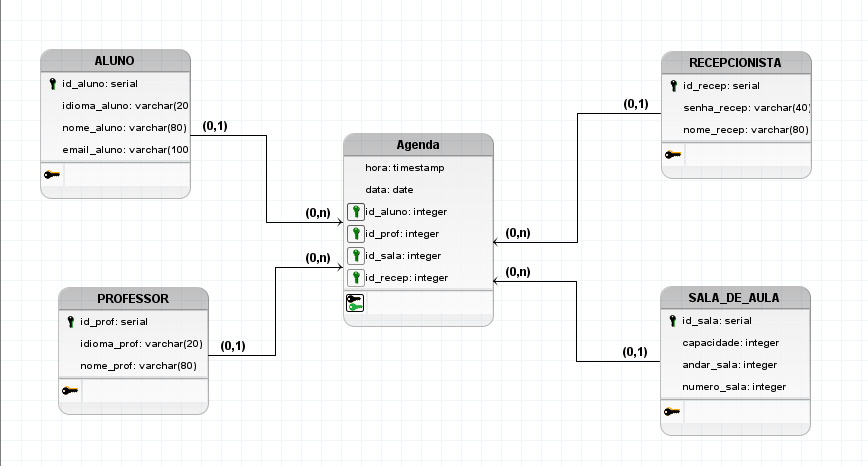 ALUNO
id_aluno: serial
idioma_aluno: varchar(20
nome_aluno: varchar(80)
email_aluno: varchar(100
(0,1)
(0,n)
RECEPCIONISTA
id_recep: serial
senha_recep: varchar(40)
nome_recep: varchar(80)
(0,1)
(0,n)
Agenda
hora: timestamp
data: date
id_aluno: integer
id_prof: integer
id_sala: integer
id_recep: integer
PROFESSOR
id_prof: serial
idioma_prof: varchar(20)
nome_prof: varchar(80)
(0,1)
(0,n)
SALA_DE_AULA
id_sala: serial
capacidade: integer
andar_sala: integer
numero_sala: integer
(0,1)
(0,n)